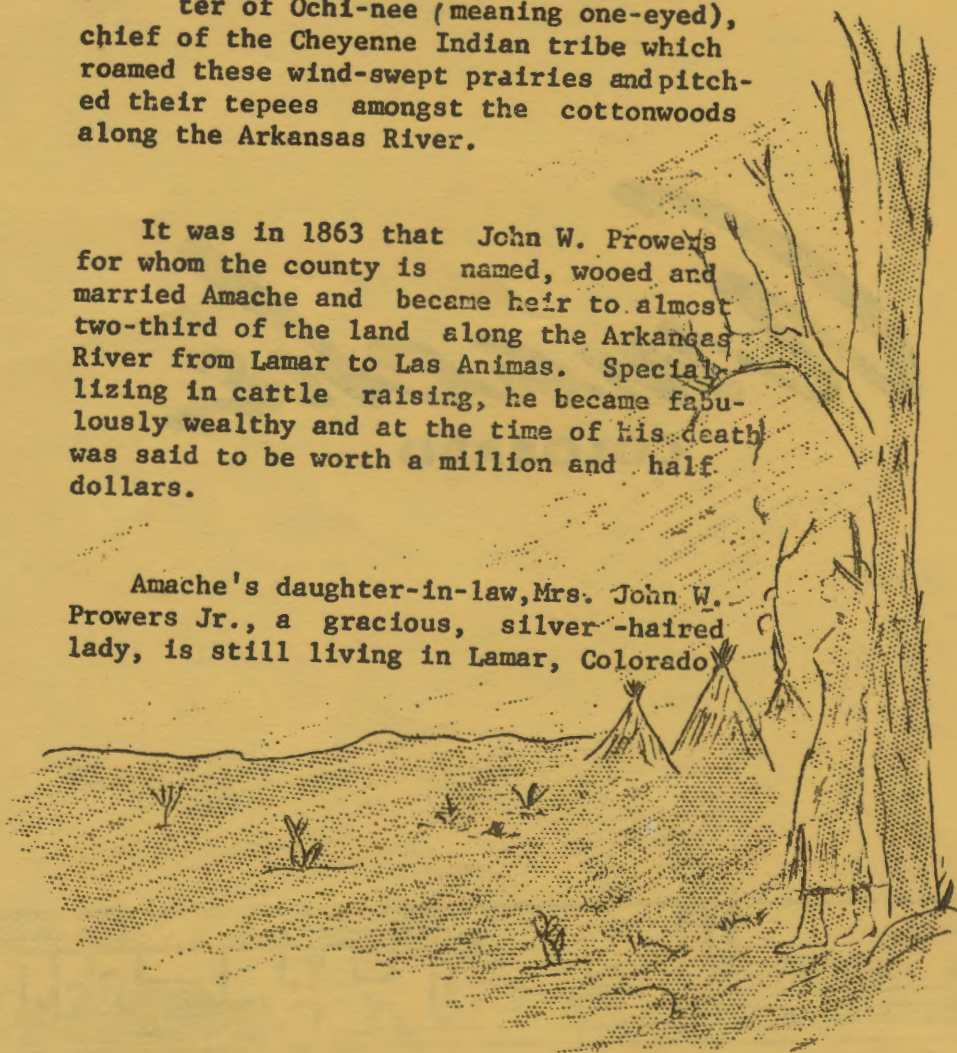 ter of Ochi-nee (meaning one-eyed),
chief of the Cheyenne Indian tribe which
roamed these wind-swept prairies and pitch-
ed their tepees amongst the cottonwoods
along the Arkansas River.
It was in 1863 that John W. Prowers
for whom the county is named, wooed and
married Amache and became heir to almost
two-third of the land along the Arkansas
River from Lamar to Las Animas. Special-
lizing in cattle raising, he became fabu-
lously wealthy and at the time of his death
was said to be worth a million and half
dollars.
Amache's daughter-in-law, Mrs. John W.
Prowers Jr., a gracious, silver -haired
lady, is still living in Lamar, Colorado.